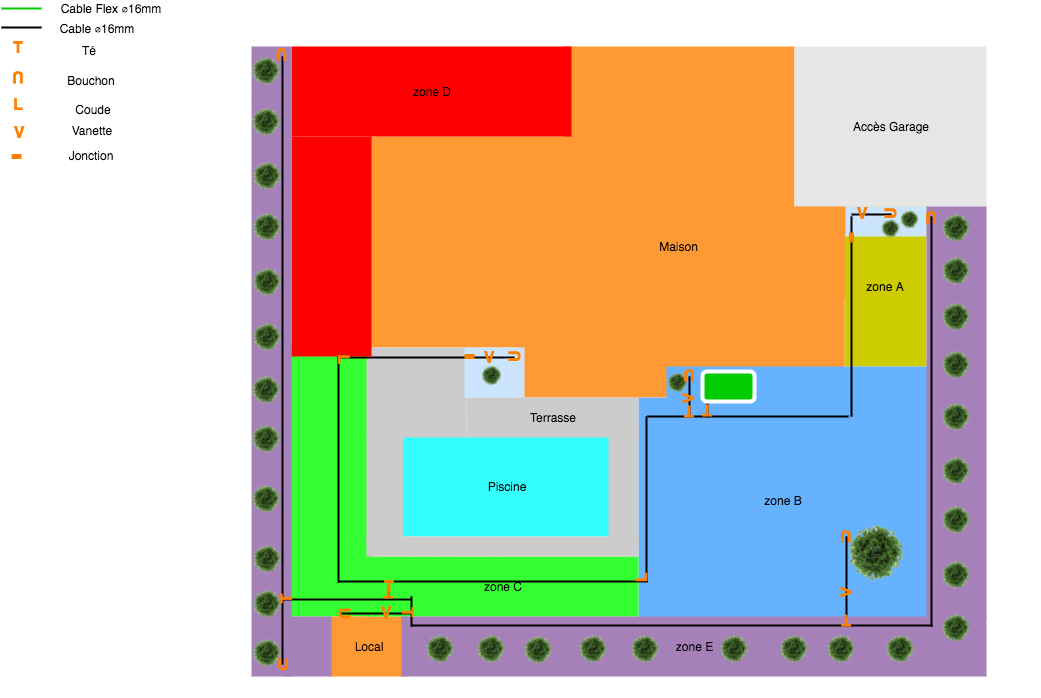 Cable Flex ⌀16mm
Cable ⌀16mm
T Té
Bouchon
L Coude
V Vanette
Jonction
zone D
Accès Garage
Maison
zone A
Terrasse
Piscine
zone B
zone C
Local
zone E